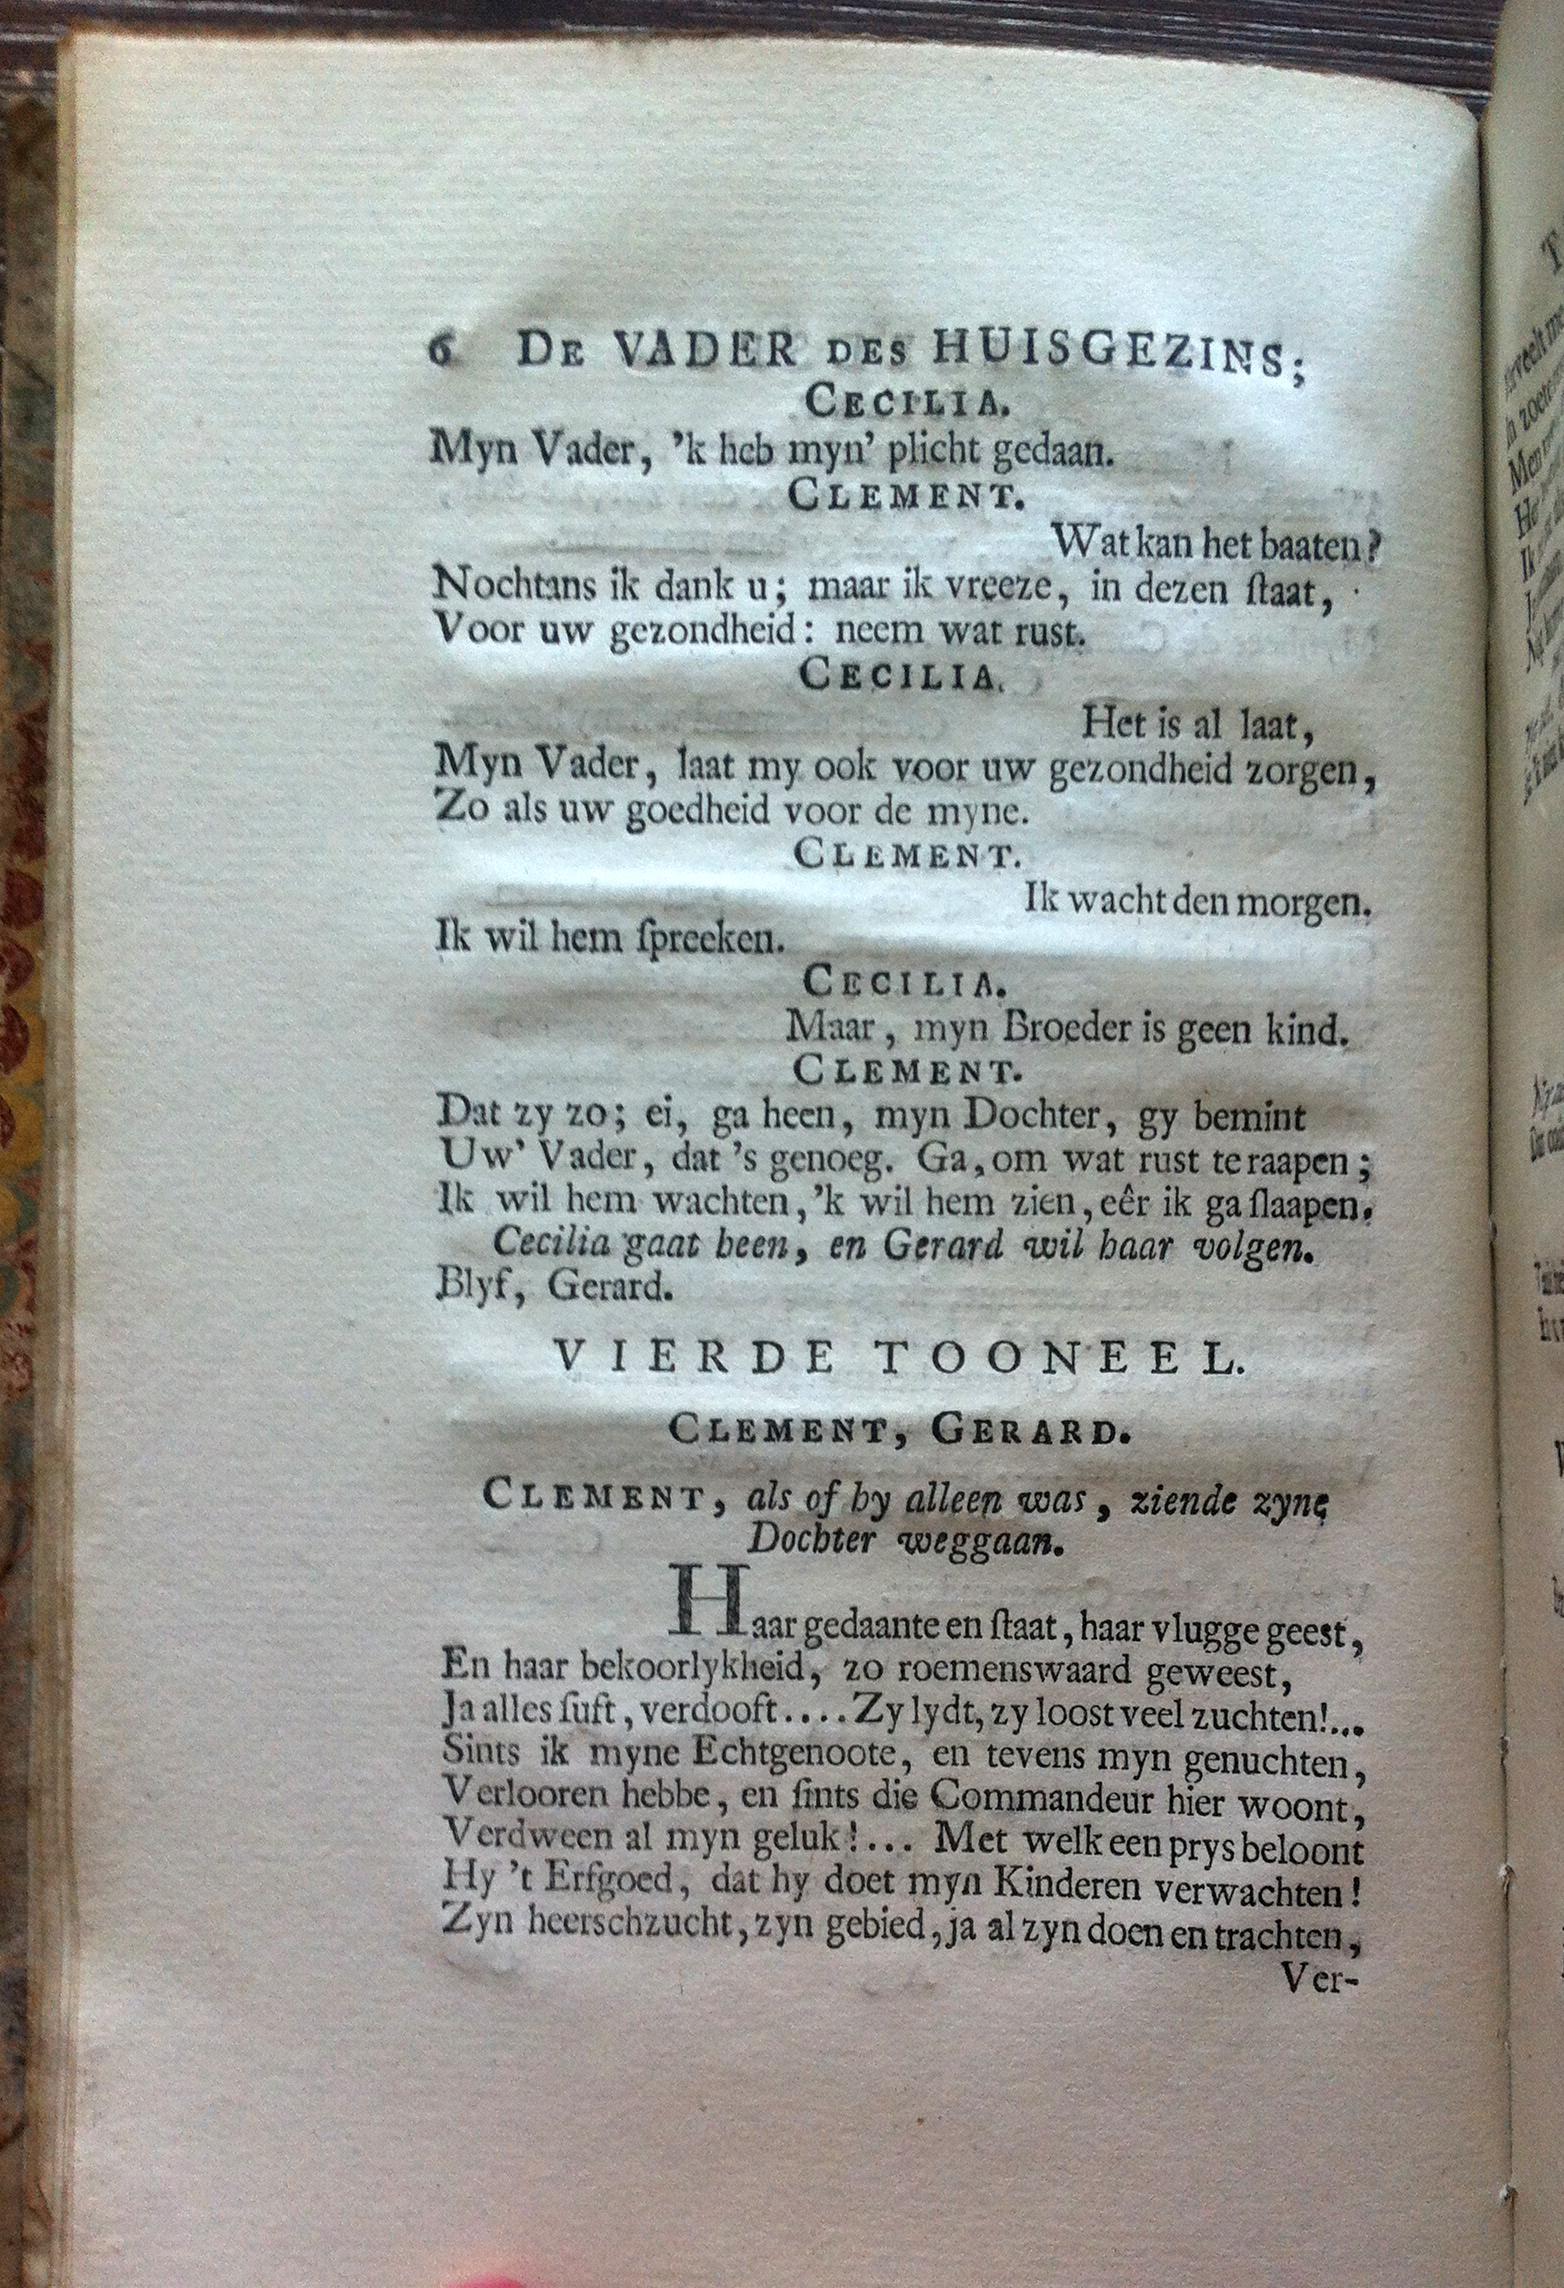 6 DE VADER DES HUISGEZINS;
CECILIA.
Myn Vader, 'k heb myn' plicht gedaan.
CLEMENT.
Wat kan het baaten?
Nochtans ik dank u; maar ik vreeze, in dezen ſtaat,
Voor uw gezondheid: neem wat rust.
CECILIA.
Het is al laat,
Myn Vader, laat my ook voor uw gezondheid zorgen,
Zo als uw goedheid voor de myne.
CLEMENT.
Ik wacht den morgen.
Ik wil hem ſpreeken.
CECILIA.
Maar, myn Broeder is geen kind.
CLEMENT.
Dat zy zo; ei, ga heen, myn Dochter, gy bemint
Uw' Vader, dat 's genoeg. Ga, om wat rust te raapen;
Ik wil hem wachten, 'k wil hem zien, eêr ik ga ſlaapen.
Cecilia gaat heen, en Gerard wil haar volgen.
Blyf, Gerard.
VIERDE TOONEEL.
CLEMENT, GERARD.
CLEMENT, als of hy alleen was, ziende zyne
Dochter weggaan.
Haar gedaante en ſtaat, haar vlugge geest,
En haar bekoorlykheid, zo roemenswaard geweest,
Ja alles ſuft, verdooft.... Zy lydt, zy loost veel zuchten!...
Sints ik myne Echtgenoote, en tevens myn genuchten,
Verlooren hebbe, en ſints die Commandeur hier woont,
Verdween al myn geluk!... Met welk een prys beloont
Hy 't Erfgoed, dat hy doet myn Kinderen verwachten!
Zyn heerschzucht, zyn gebied, ja al zyn doen en trachten,
Ver-